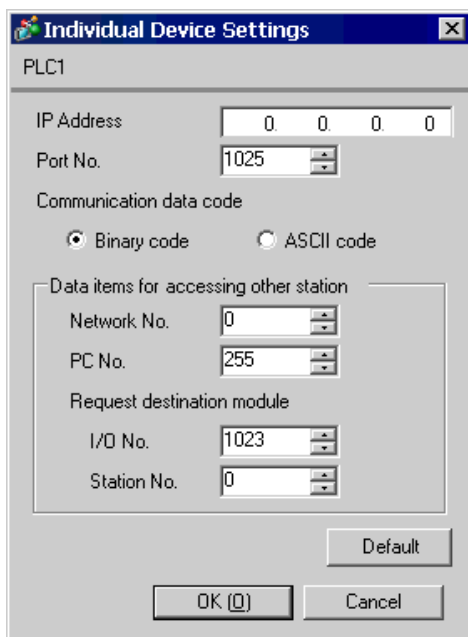 Individual Device Settings
PLC1
IP Address 0. 0. 0. 0
Port No. 1025
Communication data code
Binary code ASCII code
Data items for accessing other station
Network No. 0
PC No. 255
Request destination module
I/O No. 1023
Station No. 0
Default
OK (O) Cancel